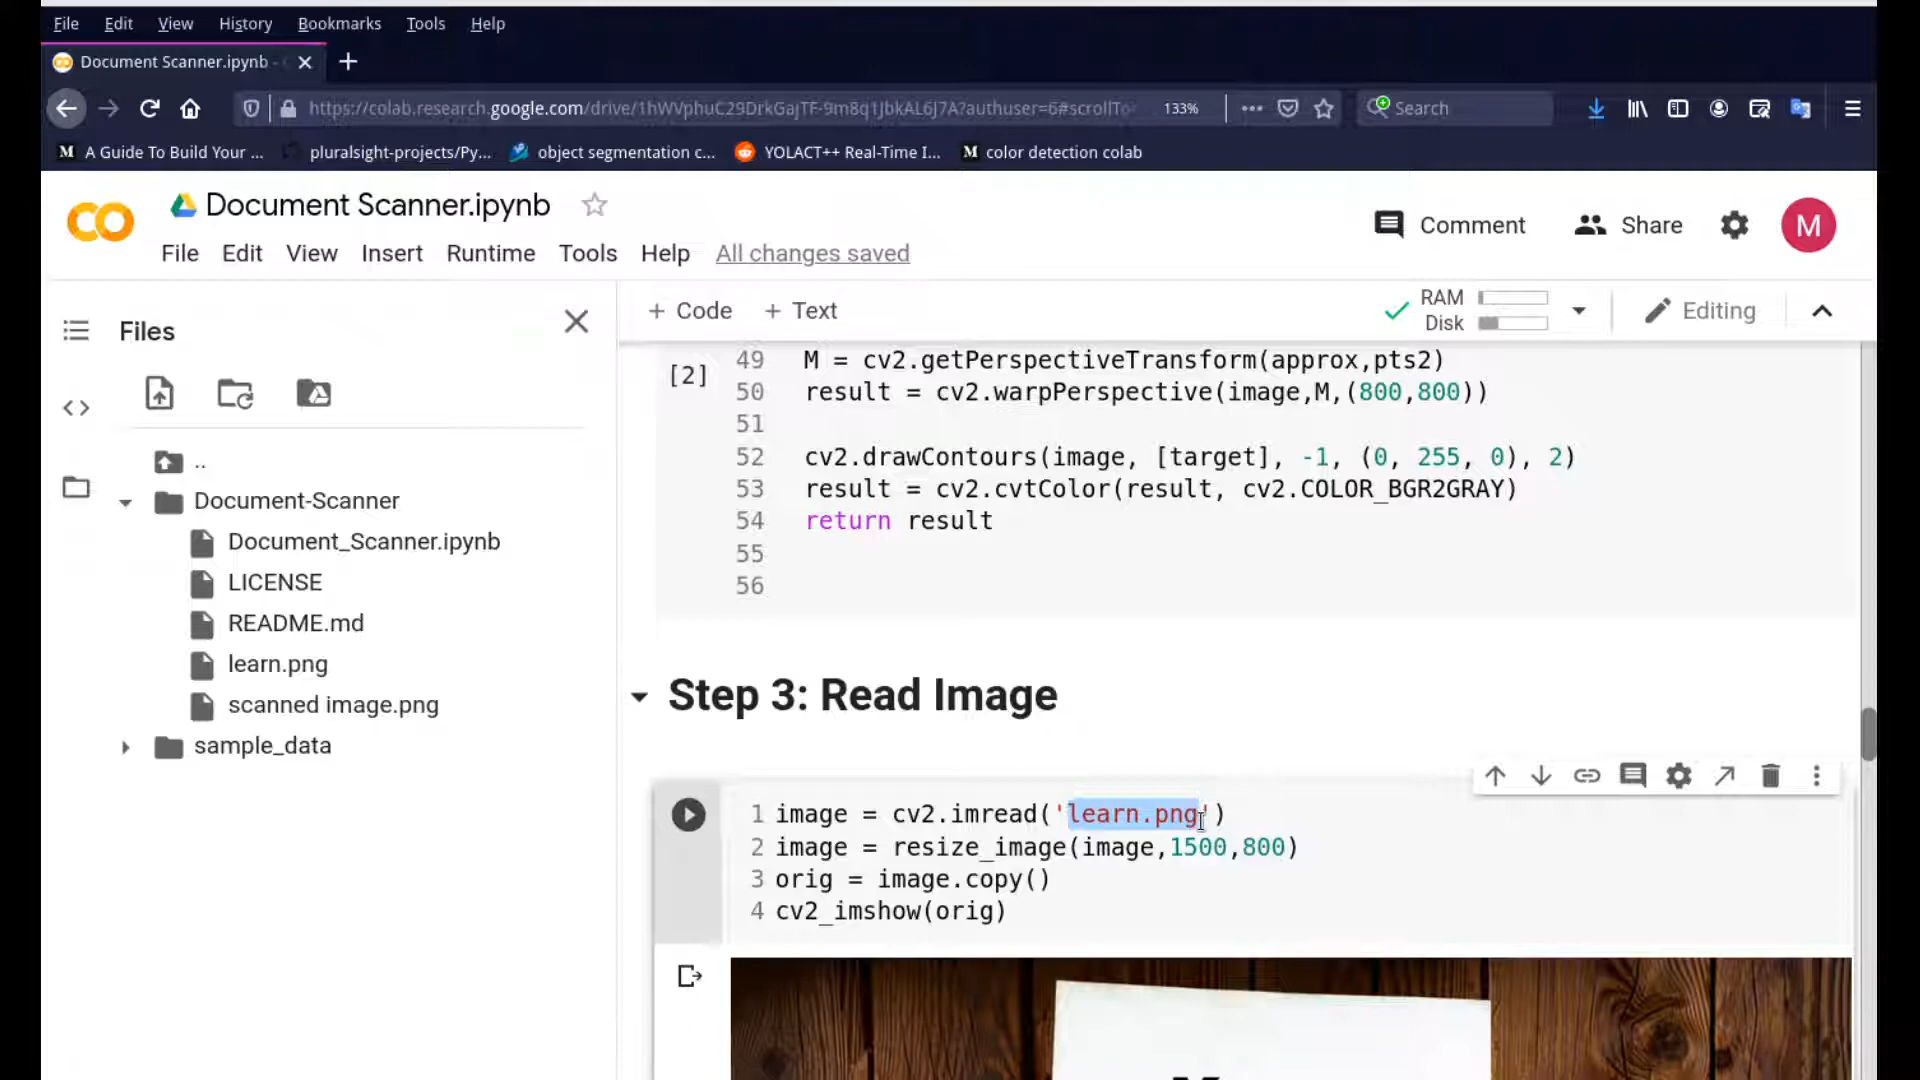 File Edit View History Bookmarks Tools Help
Document Scanner.ipynb -
https://colab.research.google.com/drive/1hWVphuC29DrkGajTF-9m8q1JbkAL6J7A?authuser=6#scrollTo 133% Search
A Guide To Build Your ... pluralsight-projects/Py... object segmentation c... YOLACT++ Real-Time I... M color detection colab
Document Scanner.ipynb
Comment Share M
File Edit View Insert Runtime Tools Help All changes saved
+ Code + Text RAM Disk Editing
Files
..
Document-Scanner
Document_Scanner.ipynb
LICENSE
README.md
learn.png
scanned image.png
sample_data
[2]
49 M = cv2.getPerspectiveTransform(approx,pts2)
50 result = cv2.warpPerspective(image,M,(800,800))
51
52 cv2.drawContours(image, [target], -1, (0, 255, 0), 2)
53 result = cv2.cvtColor(result, cv2.COLOR_BGR2GRAY)
54 return result
55
56
Step 3: Read Image
1 image = cv2.imread('learn.png')
2 image = resize_image(image,1500,800)
3 orig = image.copy()
4 cv2_imshow(orig)